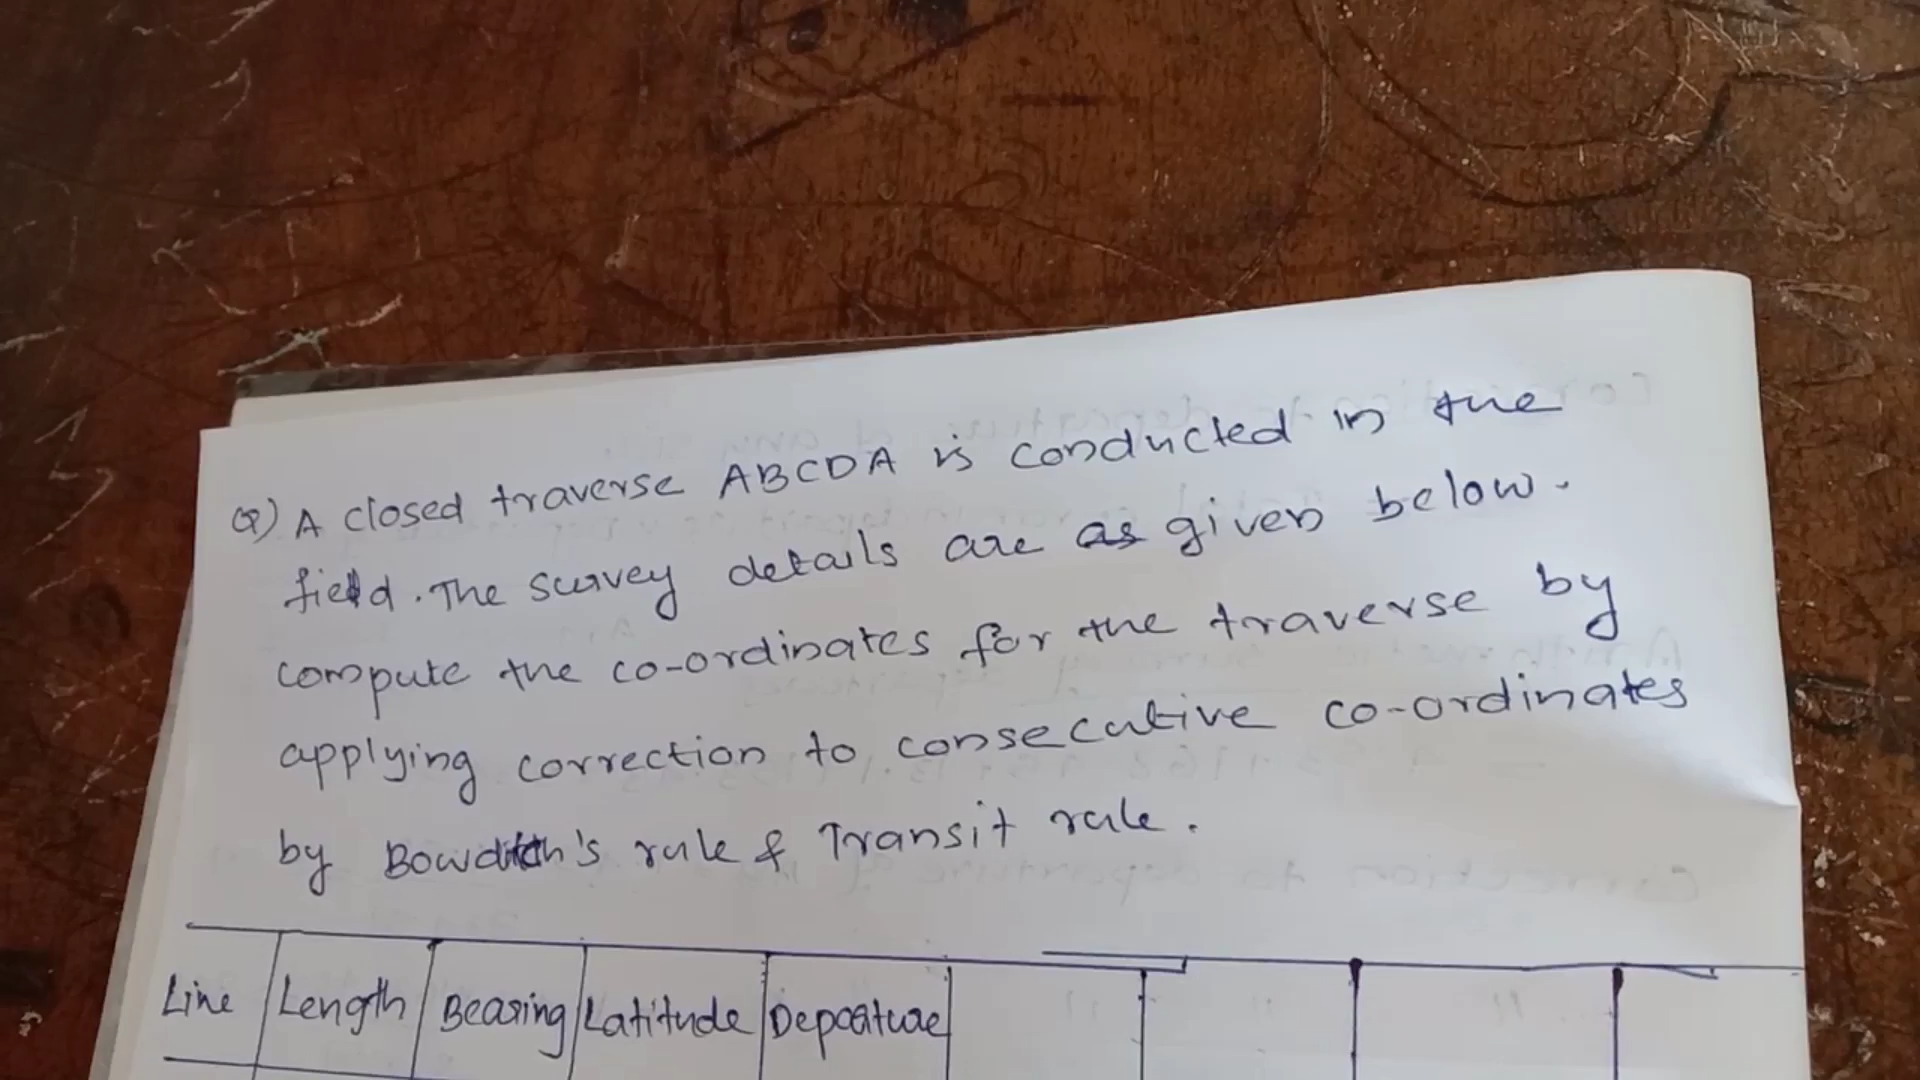 Q) A closed traverse ABCDA is conducted in the
field. The survey details are as given below.
compute the co-ordinates for the traverse by
applying correction to consecutive co-ordinates
by Bowditch's rule & Transit rule.
Line Length Bearing Latitude Depoature